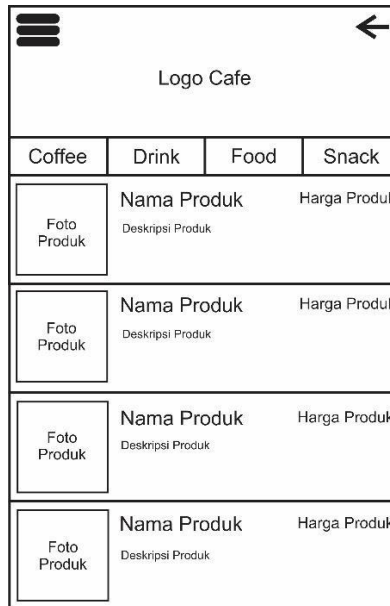 Logo Cafe
Coffee Drink Food Snack
Foto
Produk
Nama Produk
Harga Produk
Deskripsi Produk
Foto
Produk
Nama Produk
Harga Produk
Deskripsi Produk
Foto
Produk
Nama Produk
Harga Produk
Deskripsi Produk
Foto
Produk
Nama Produk
Harga Produk
Deskripsi Produk